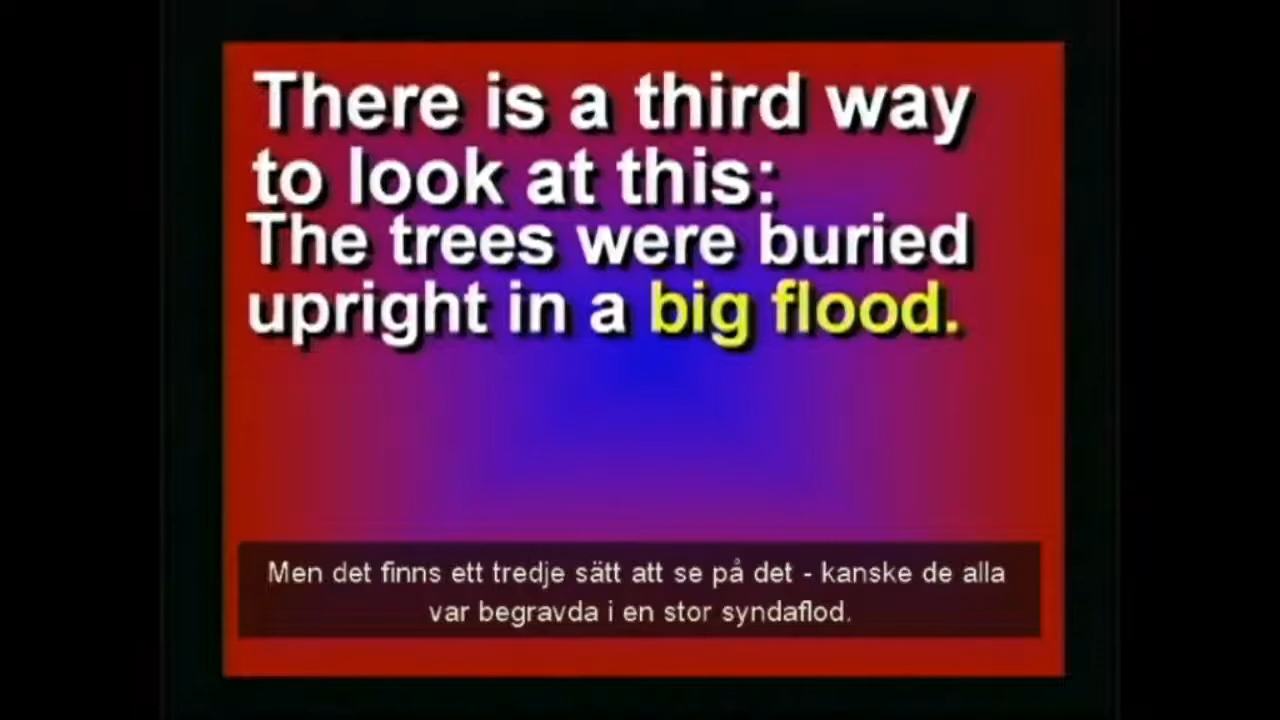 There is a third way
to look at this:
The trees were buried
upright in a big flood.
Men det finns ett tredje sätt att se på det - kanske de alla
var begravda i en stor syndaflod.